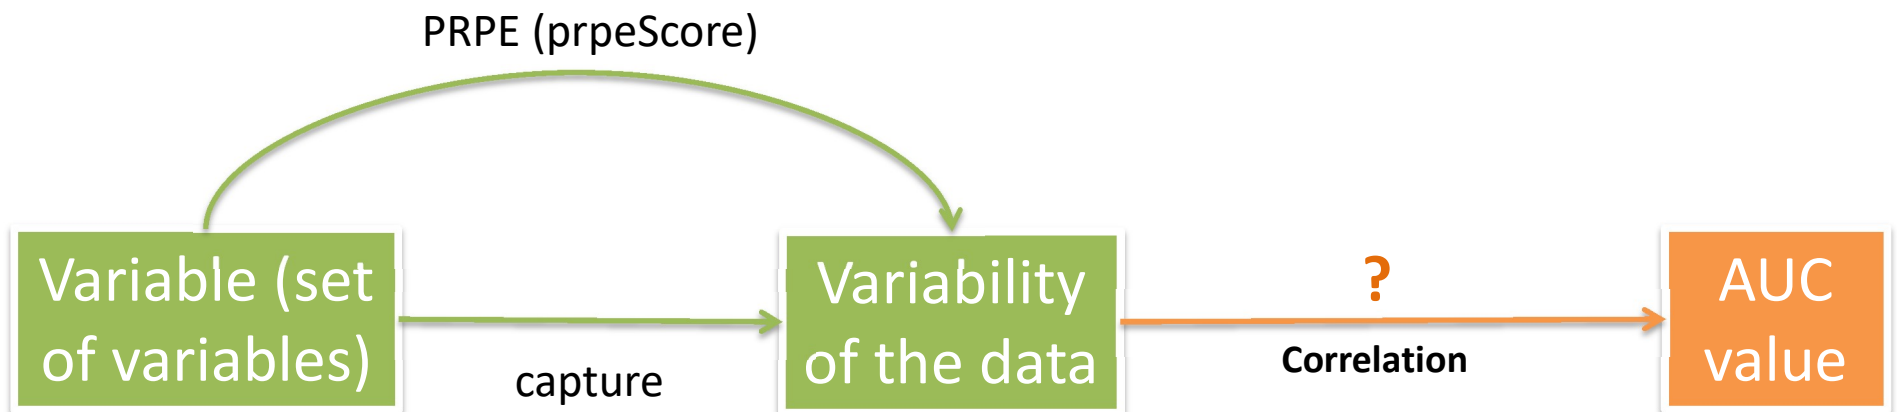 PRPE (prpeScore)
Variable (set
of variables)
capture
Variability
of the data
?
Correlation
AUC
value